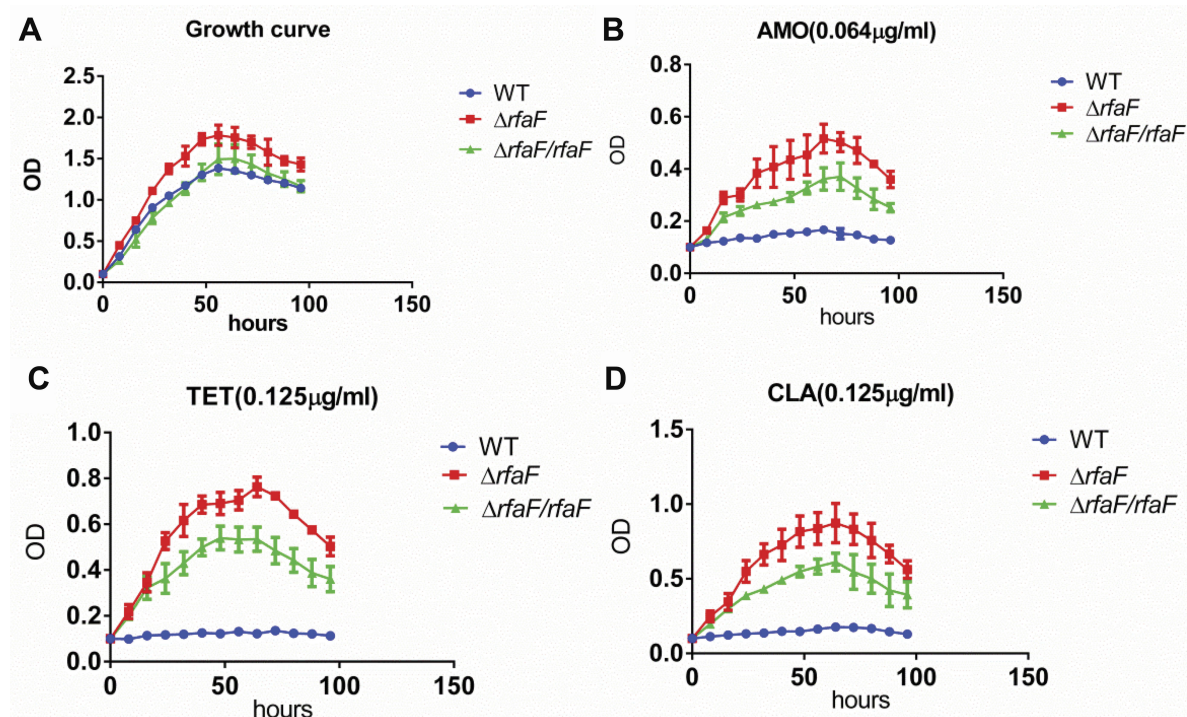 A
Growth curve
2.5
2.0
1.5
1.0
0.5
0.0
OD
0 50 100 150
hours
WT
ΔrfaF
ΔrfaF/rfaF
B
AMO(0.064μg/ml)
0.8
0.6
0.4
0.2
0.0
OD
0 50 100 150
hours
WT
ΔrfaF
ΔrfaF/rfaF
C
TET(0.125μg/ml)
1.0
0.8
0.6
0.4
0.2
0.0
OD
0 50 100 150
hours
WT
ΔrfaF
ΔrfaF/rfaF
D
CLA(0.125μg/ml)
1.5
1.0
0.5
0.0
OD
0 50 100 150
hours
WT
ΔrfaF
ΔrfaF/rfaF